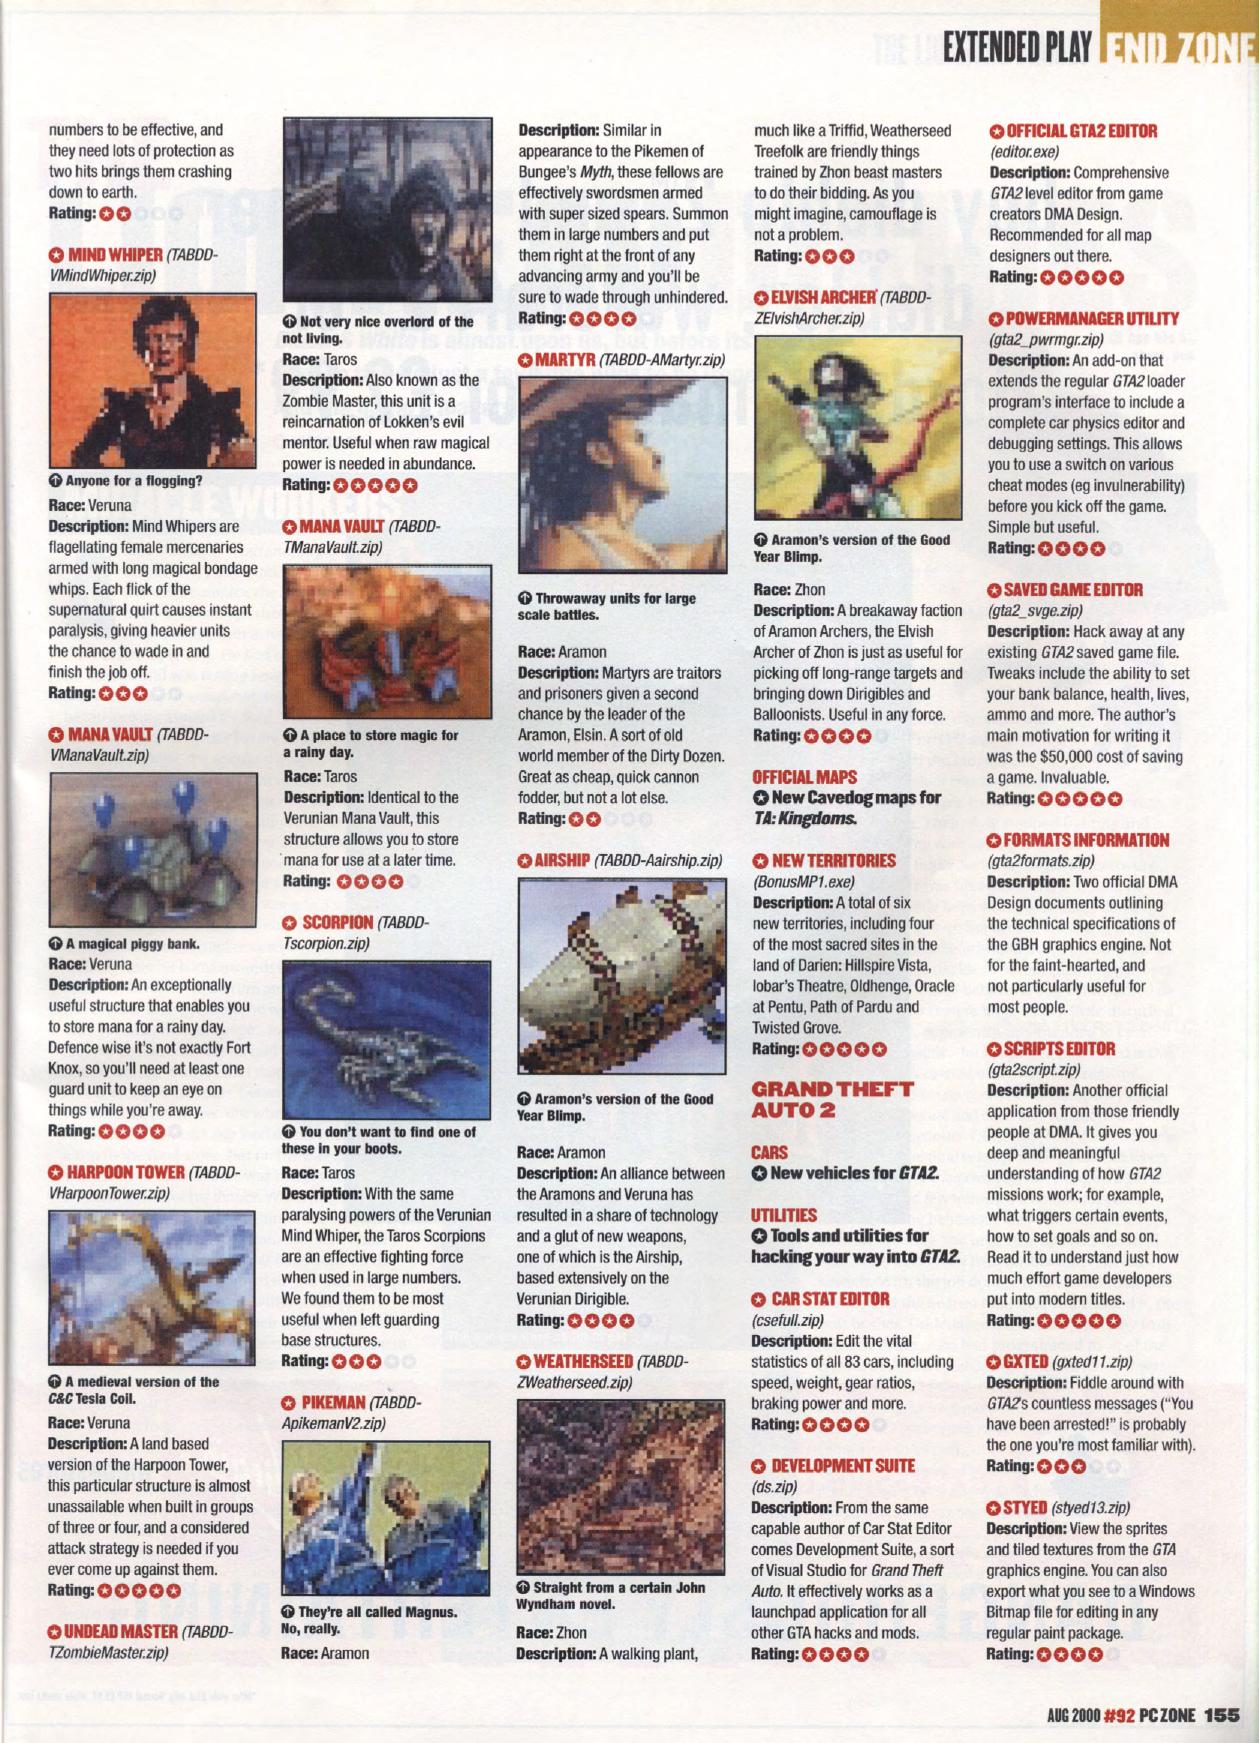 EXTENDED PLAY END ZONE
numbers to be effective, and
they need lots of protection as
two hits brings them crashing
down to earth.
Rating:
MIND WHIPER (TABDD-
VMindWhiper.zip)
Anyone for a flogging?
Race: Veruna
Description: Mind Whipers are
flagellating female mercenaries
armed with long magical bondage
whips. Each flick of the
supernatural quirt causes instant
paralysis, giving heavier units
the chance to wade in and
finish the job off.
Rating:
MANA VAULT (TABDD-
VManaVault.zip)
A magical piggy bank.
Race: Veruna
Description: An exceptionally
useful structure that enables you
to store mana for a rainy day.
Defence wise it's not exactly Fort
Knox, so you'll need at least one
guard unit to keep an eye on
things while you're away.
Rating:
HARPOON TOWER (TABDD-
VHarpoonTower.zip)
A medieval version of the
C&C Tesla Coil.
Race: Veruna
Description: A land based
version of the Harpoon Tower,
this particular structure is almost
unassailable when built in groups
of three or four, and a considered
attack strategy is needed if you
ever come up against them.
Rating:
UNDEAD MASTER (TABDD-
TZombieMaster.zip)
Not very nice overlord of the
not living.
Race: Taros
Description: Also known as the
Zombie Master, this unit is a
reincarnation of Lokken's evil
mentor. Useful when raw magical
power is needed in abundance.
Rating:
MANA VAULT (TABDD-
TManaVault.zip)
A place to store magic for
a rainy day.
Race: Taros
Description: Identical to the
Verunian Mana Vault, this
structure allows you to store
mana for use at a later time.
Rating:
SCORPION (TABDD-
Tscorpion.zip)
You don't want to find one of
these in your boots.
Race: Taros
Description: With the same
paralysing powers of the Verunian
Mind Whiper, the Taros Scorpions
are an effective fighting force
when used in large numbers.
We found them to be most
useful when left guarding
base structures.
Rating:
PIKEMAN (TABDD-
ApikemanV2.zip)
They're all called Magnus.
No, really.
Race: Aramon
Description: Similar in
appearance to the Pikemen of
Bungee's Myth, these fellows are
effectively swordsmen armed
with super sized spears. Summon
them in large numbers and put
them right at the front of any
advancing army and you'll be
sure to wade through unhindered.
Rating:
MARTYR (TABDD-AMartyr.zip)
Throwaway units for large
scale battles.
Race: Aramon
Description: Martyrs are traitors
and prisoners given a second
chance by the leader of the
Aramon, Elsin. A sort of old
world member of the Dirty Dozen.
Great as cheap, quick cannon
fodder, but not a lot else.
Rating:
AIRSHIP (TABDD-Aairship.zip)
Aramon's version of the Good
Year Blimp.
Race: Aramon
Description: An alliance between
the Aramons and Veruna has
resulted in a share of technology
and a glut of new weapons,
one of which is the Airship,
based extensively on the
Verunian Dirigible.
Rating:
WEATHERSEED (TABDD-
ZWeatherseed.zip)
Straight from a certain John
Wyndham novel.
Race: Zhon
Description: A walking plant,
much like a Triffid, Weatherseed
Treefolk are friendly things
trained by Zhon beast masters
to do their bidding. As you
might imagine, camouflage is
not a problem.
Rating:
ELVISH ARCHER (TABDD-
ZElvishArcher.zip)
Aramon's version of the Good
Year Blimp.
Race: Zhon
Description: A breakaway faction
of Aramon Archers, the Elvish
Archer of Zhon is just as useful for
picking off long-range targets and
bringing down Dirigibles and
Balloonists. Useful in any force.
Rating:
OFFICIAL MAPS
New Cavedog maps for
TA: Kingdoms.
NEW TERRITORIES
(BonusMP1.exe)
Description: A total of six
new territories, including four
of the most sacred sites in the
land of Darien: Hillspire Vista,
Iobar's Theatre, Oldhenge, Oracle
at Pentu, Path of Pardu and
Twisted Grove.
Rating:
GRAND THEFT
AUTO 2
CARS
New vehicles for GTA2.
UTILITIES
Tools and utilities for
hacking your way into GTA2.
CAR STAT EDITOR
(csefull.zip)
Description: Edit the vital
statistics of all 83 cars, including
speed, weight, gear ratios,
braking power and more.
Rating:
DEVELOPMENT SUITE
(ds.zip)
Description: From the same
capable author of Car Stat Editor
comes Development Suite, a sort
of Visual Studio for Grand Theft
Auto. It effectively works as a
launchpad application for all
other GTA hacks and mods.
Rating:
OFFICIAL GTA2 EDITOR
(editor.exe)
Description: Comprehensive
GTA2 level editor from game
creators DMA Design.
Recommended for all map
designers out there.
Rating:
POWERMANAGER UTILITY
(gta2_pwrmgr.zip)
Description: An add-on that
extends the regular GTA2 loader
program's interface to include a
complete car physics editor and
debugging settings. This allows
you to use a switch on various
cheat modes (eg invulnerability)
before you kick off the game.
Simple but useful.
Rating:
SAVED GAME EDITOR
(gta2_svge.zip)
Description: Hack away at any
existing GTA2 saved game file.
Tweaks include the ability to set
your bank balance, health, lives,
ammo and more. The author's
main motivation for writing it
was the $50,000 cost of saving
a game. Invaluable.
Rating:
FORMATS INFORMATION
(gta2formats.zip)
Description: Two official DMA
Design documents outlining
the technical specifications of
the GBH graphics engine. Not
for the faint-hearted, and
not particularly useful for
most people.
SCRIPTS EDITOR
(gta2script.zip)
Description: Another official
application from those friendly
people at DMA. It gives you
deep and meaningful
understanding of how GTA2
missions work; for example,
what triggers certain events,
how to set goals and so on.
Read it to understand just how
much effort game developers
put into modern titles.
Rating:
GXTED (gxted11.zip)
Description: Fiddle around with
GTA2's countless messages ("You
have been arrested!" is probably
the one you're most familiar with).
Rating:
STYED (styed13.zip)
Description: View the sprites
and tiled textures from the GTA
graphics engine. You can also
export what you see to a Windows
Bitmap file for editing in any
regular paint package.
Rating:
AUG 2000 #92 PC ZONE 155